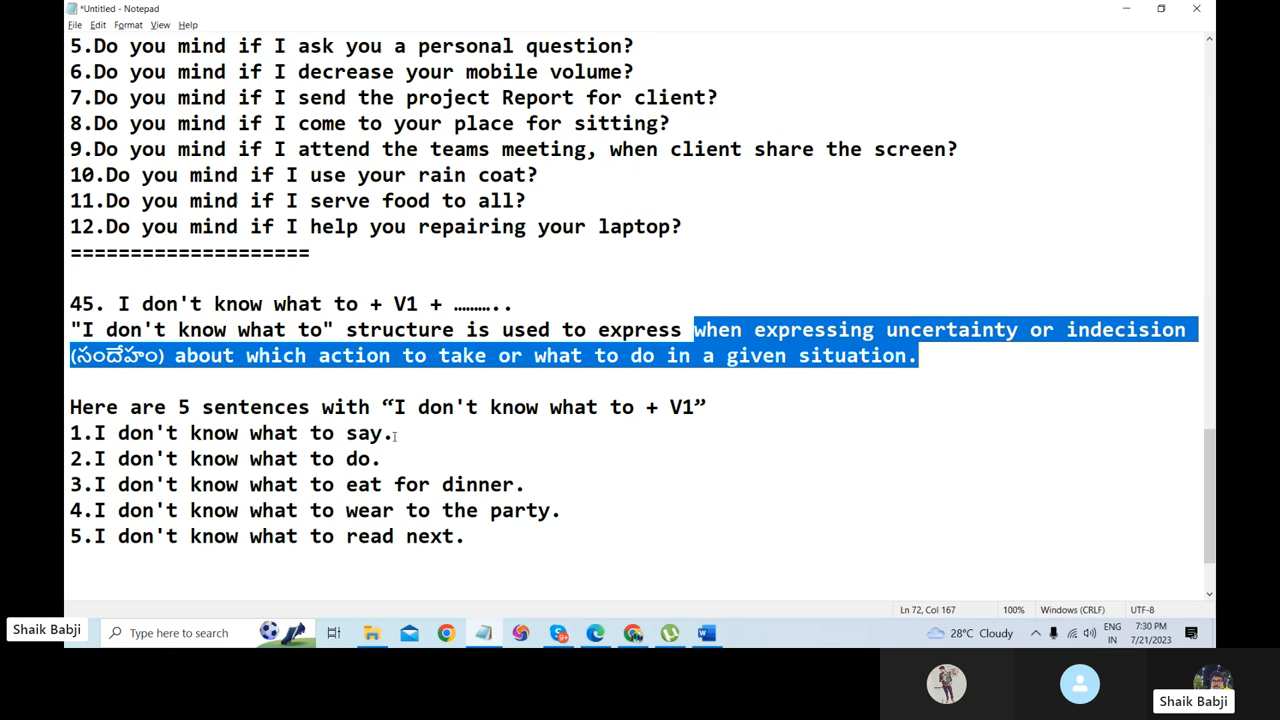 *Untitled - Notepad
File Edit Format View Help
5.Do you mind if I ask you a personal question?
6.Do you mind if I decrease your mobile volume?
7.Do you mind if I send the project Report for client?
8.Do you mind if I come to your place for sitting?
9.Do you mind if I attend the teams meeting, when client share the screen?
10.Do you mind if I use your rain coat?
11.Do you mind if I serve food to all?
12.Do you mind if I help you repairing your laptop?
====================
45. I don't know what to + V1 + ………..
"I don't know what to" structure is used to express when expressing uncertainty or indecision
(సందేహం) about which action to take or what to do in a given situation.
Here are 5 sentences with “I don't know what to + V1”
1.I don't know what to say.
2.I don't know what to do.
3.I don't know what to eat for dinner.
4.I don't know what to wear to the party.
5.I don't know what to read next.
Ln 72, Col 167 100% Windows (CRLF) UTF-8
Shaik Babji
Type here to search
28°C Cloudy
ENG
IN
7:30 PM
7/21/2023
Shaik Babji